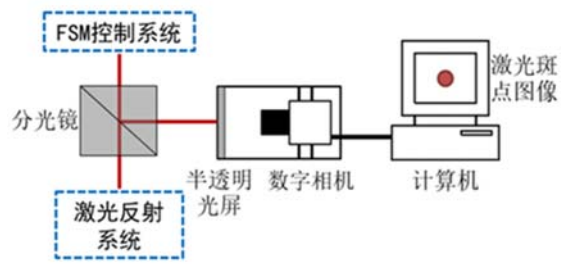 FSM控制系统
激光斑
点图像
分光镜
半透明
光屏
数字相机
计算机
激光反射
系统